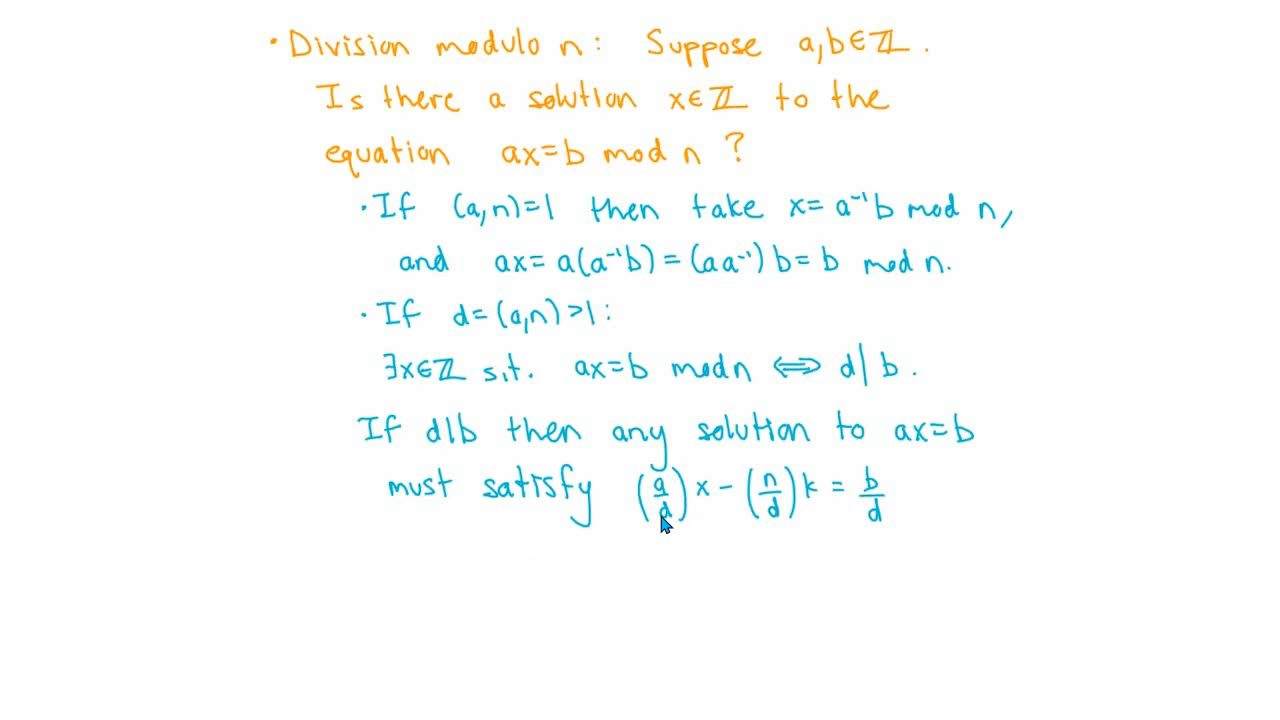 • Division modulo n: Suppose a,b∈ℤ.
Is there a solution x∈ℤ to the
equation ax=b mod n ?
• If (a,n)=1 then take x= a⁻¹b mod n,
and ax= a(a⁻¹b)=(aa⁻¹)b=b mod n.
• If d=(a,n)>1:
∃x∈ℤ s.t. ax=b mod n ⟺ d|b.
If d|b then any solution to ax=b
must satisfy (a/d)x-(n/d)k = b/d